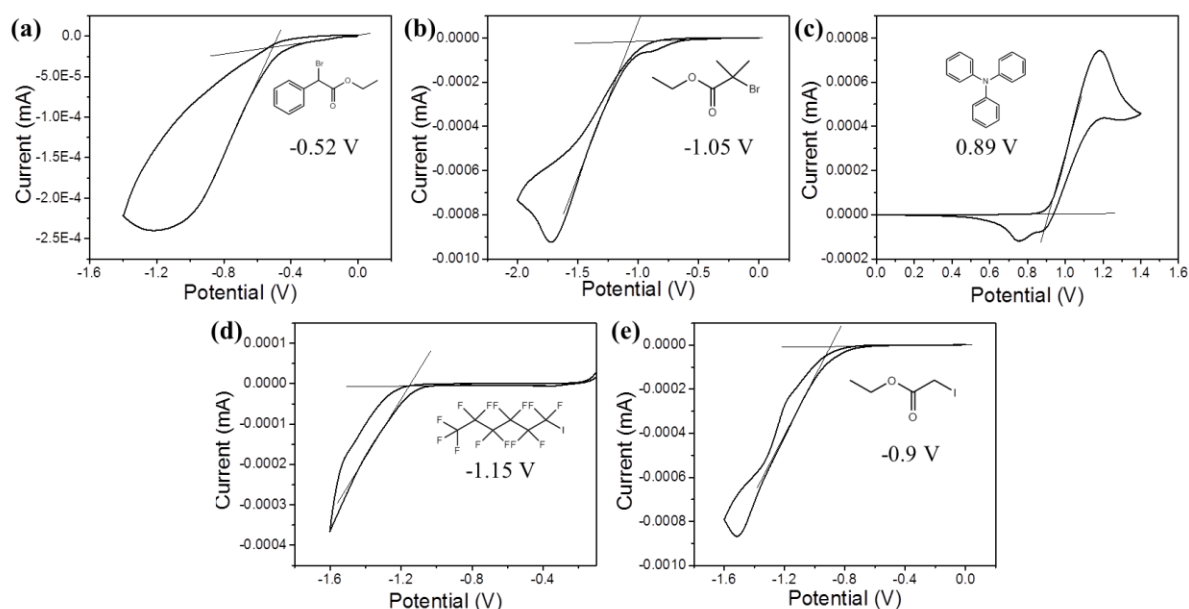 (a)
0.0
-5.0E-5
-1.0E-4
-1.5E-4
-2.0E-4
-2.5E-4
Current (mA)
Br
O
O
-0.52 V
-1.6 -1.2 -0.8 -0.4 0.0
Potential (V)
(b)
0.0000
-0.0002
-0.0004
-0.0006
-0.0008
-0.0010
Current (mA)
O
O
Br
-1.05 V
-2.0 -1.5 -1.0 -0.5 0.0
Potential (V)
(c)
0.0008
0.0006
0.0004
0.0002
0.0000
-0.0002
Current (mA)
N
0.89 V
0.0 0.2 0.4 0.6 0.8 1.0 1.2 1.4 1.6
Potential (V)
(d)
0.0001
0.0000
-0.0001
-0.0002
-0.0003
-0.0004
Current (mA)
F F FF FF F F
F I
F F F FF F
-1.15 V
-1.6 -1.2 -0.8 -0.4
Potential (V)
(e)
0.0000
-0.0002
-0.0004
-0.0006
-0.0008
-0.0010
Current (mA)
O
O
I
-0.9 V
-1.6 -1.2 -0.8 -0.4 0.0
Potential (V)